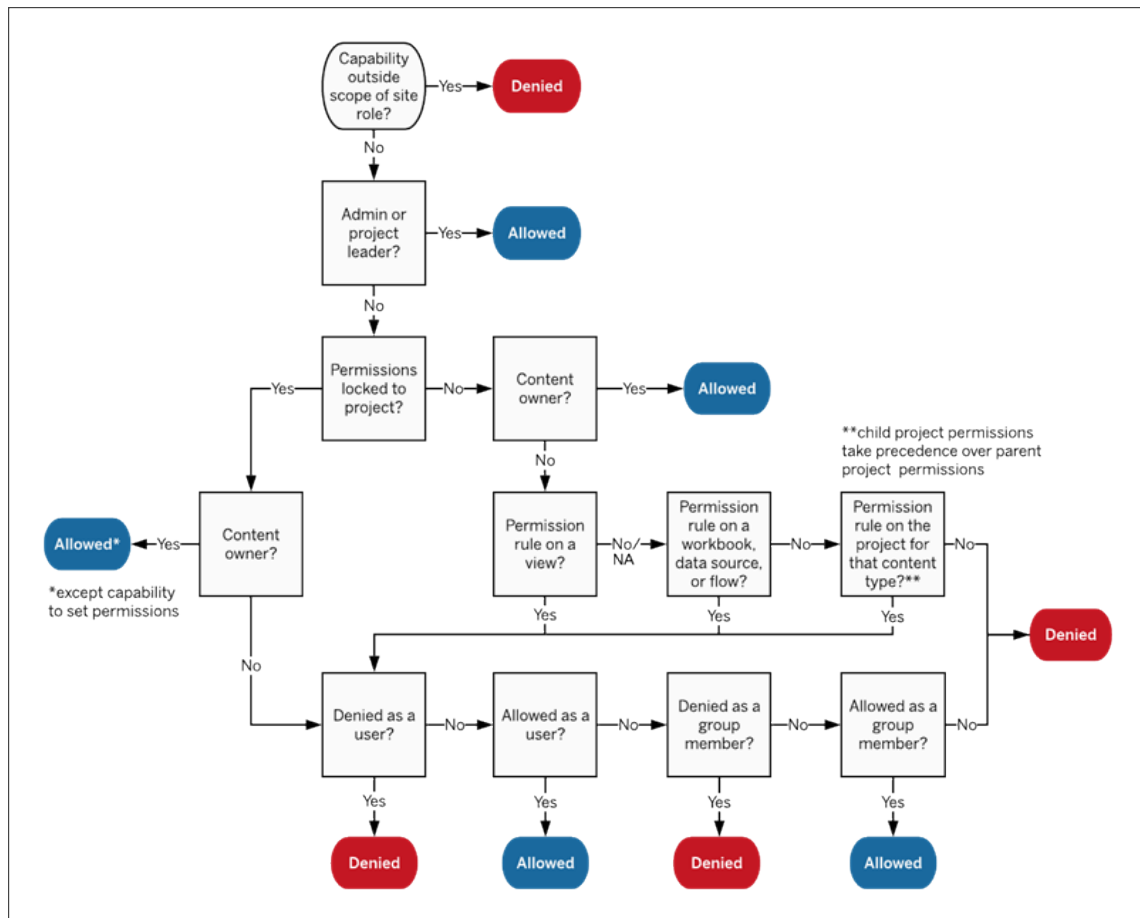 Capability
outside
scope of site
role?
Yes
Denied
No
Admin or
project
leader?
Yes
Allowed
No
Permissions
locked to
project?
Yes
No
Content
owner?
Yes
Allowed
No
**child project permissions
take precedence over parent
project permissions
Content
owner?
Yes
Allowed*
*except capability
to set permissions
No
Permission
rule on a
view?
No/
NA
Permission
rule on a
workbook,
data source,
or flow?
No
Permission
rule on the
project for
that content
type?**
No
Yes
Yes
Yes
Denied
Denied as a
user?
No
Allowed as a
user?
No
Denied as a
group
member?
No
Allowed as a
group
member?
No
Yes
Yes
Yes
Yes
Denied
Allowed
Denied
Allowed